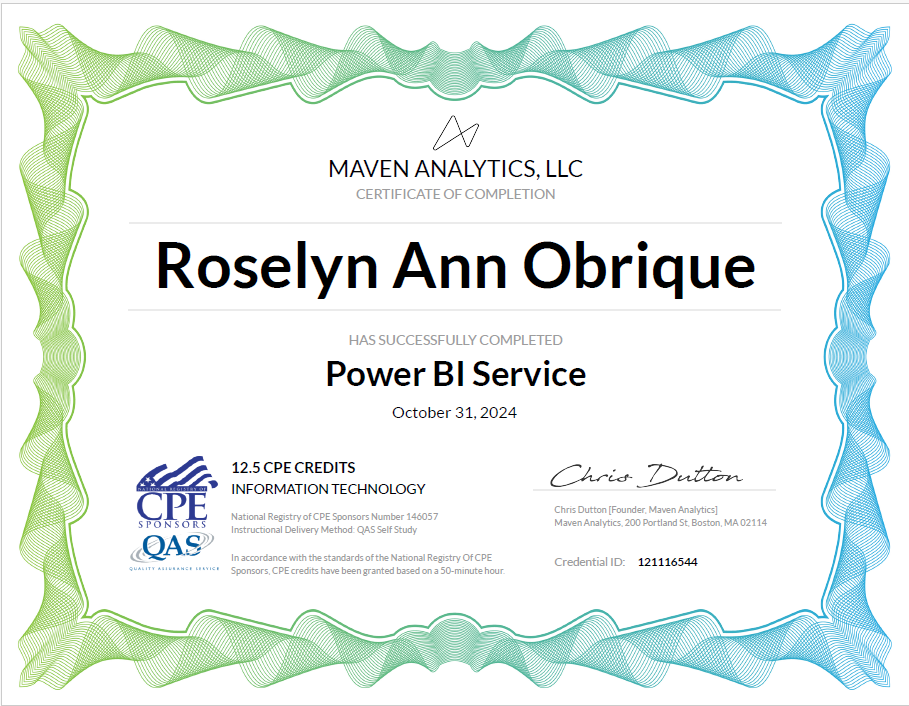 MAVEN ANALYTICS, LLC
CERTIFICATE OF COMPLETION
Roselyn Ann Obrique
HAS SUCCESSFULLY COMPLETED
Power BI Service
October 31, 2024
NATIONAL REGISTRY OF
CPE
SPONSORS
QAS
QUALITY ASSURANCE SERVICE
12.5 CPE CREDITS
INFORMATION TECHNOLOGY
National Registry of CPE Sponsors Number 146057
Instructional Delivery Method: QAS Self Study
In accordance with the standards of the National Registry Of CPE
Sponsors, CPE credits have been granted based on a 50-minute hour.
Chris Dutton
Chris Dutton [Founder, Maven Analytics]
Maven Analytics, 200 Portland St, Boston, MA 02114
Credential ID: 121116544